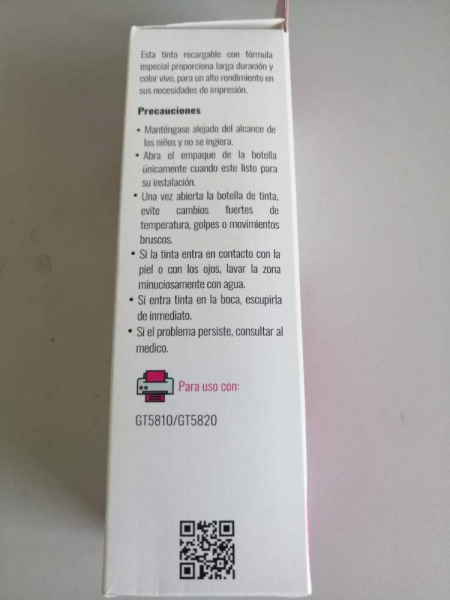 Esta tinta recargable con fórmula
especial proporciona larga duración y
color vivo, para un alto rendimiento en
sus necesidades de impresión.
Precauciones
• Manténgase alejado del alcance de
los niños y no se ingiera.
• Abra el empaque de la botella
únicamente cuando este listo para
su instalación.
• Una vez abierta la botella de tinta,
evite cambios fuertes de
temperatura, golpes o movimientos
bruscos.
• Si la tinta entra en contacto con la
piel o con los ojos, lavar la zona
minuciosamente con agua.
• Si entra tinta en la boca, escupirla
de inmediato.
• Si el problema persiste, consultar al
medico.
Para uso con:
GT5810/GT5820